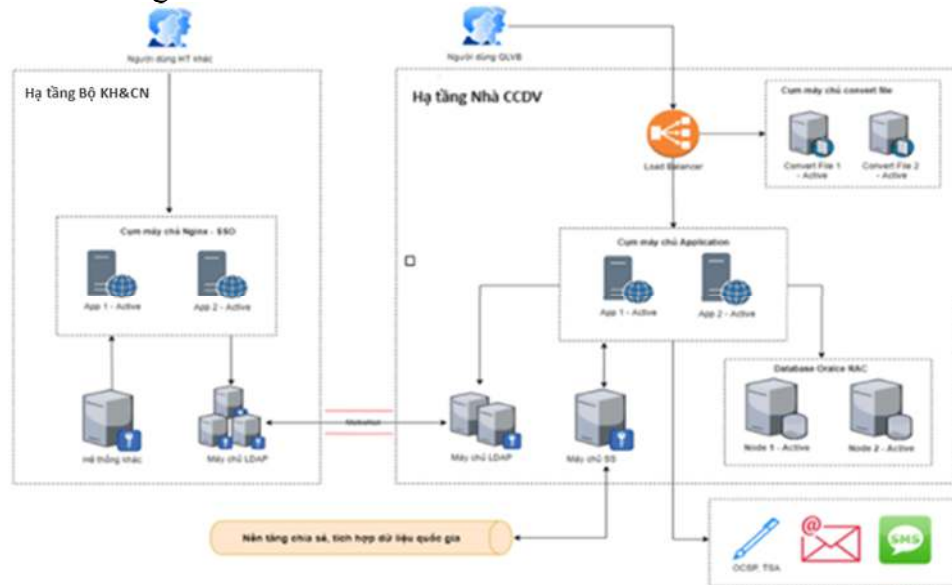 Người dùng HT khác
Người dùng QLVB
Hạ tầng Bộ KH&CN
Hạ tầng Nhà CCDV
Cụm máy chủ convert file
Convert File 1 - Active
Convert File 2 - Active
Load Balancer
Cụm máy chủ Nginx - SSO
App 1 - Active
App 2 - Active
Cụm máy chủ Application
App 1 - Active
App 2 - Active
Database Oralce RAC
Node 1 - Active
Node 2 - Active
Hệ thống khác
Máy chủ LDAP
Máy chủ LDAP
Máy chủ SS
Nền tảng chia sẻ, tích hợp dữ liệu quốc gia
OCSP, TSA
@
SMS